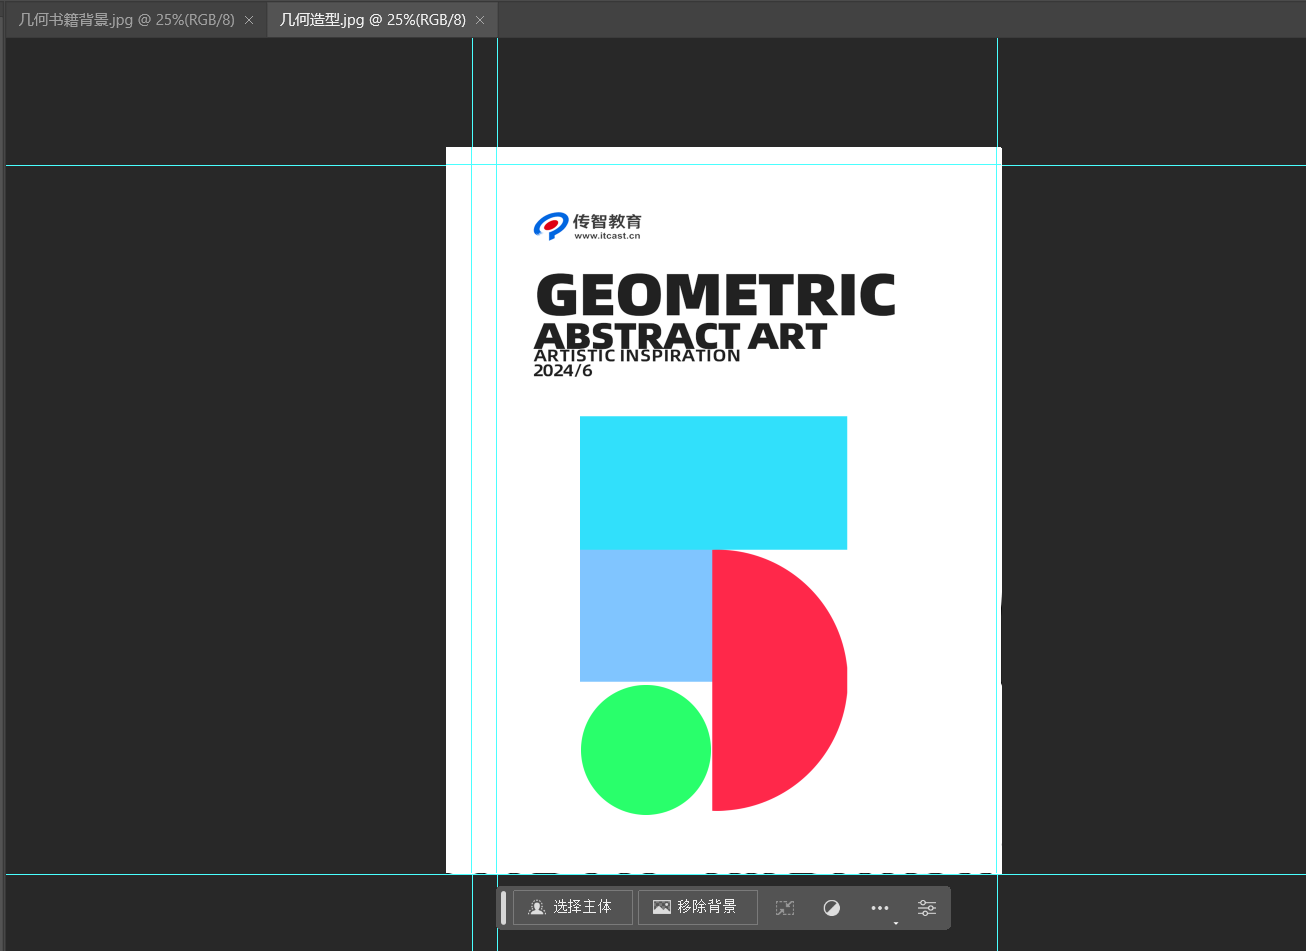 几何书籍背景.jpg @ 25%(RGB/8) ×
几何造型.jpg @ 25%(RGB/8) ×
传智教育
www.itcast.cn
GEOMETRIC
ABSTRACT ART
ARTISTIC INSPIRATION
2024/6
选择主体
移除背景